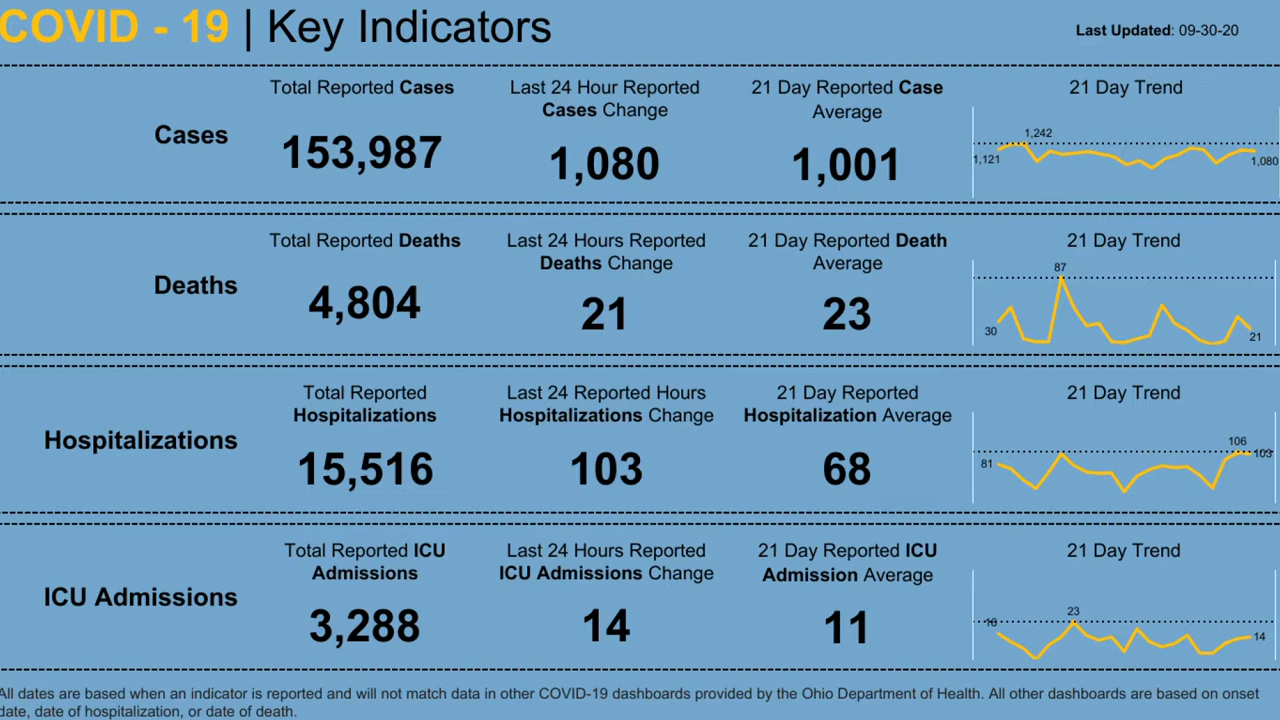 COVID - 19 | Key Indicators
Last Updated: 09-30-20
Cases
Total Reported Cases
153,987
Last 24 Hour Reported
Cases Change
1,080
21 Day Reported Case
Average
1,001
21 Day Trend
1,242
1,121
1,080
Deaths
Total Reported Deaths
4,804
Last 24 Hours Reported
Deaths Change
21
21 Day Reported Death
Average
23
21 Day Trend
87
30
21
Hospitalizations
Total Reported
Hospitalizations
15,516
Last 24 Reported Hours
Hospitalizations Change
103
21 Day Reported
Hospitalization Average
68
21 Day Trend
106
81
103
ICU Admissions
Total Reported ICU
Admissions
3,288
Last 24 Hours Reported
ICU Admissions Change
14
21 Day Reported ICU
Admission Average
11
21 Day Trend
23
14
All dates are based when an indicator is reported and will not match data in other COVID-19 dashboards provided by the Ohio Department of Health. All other dashboards are based on onset
date, date of hospitalization, or date of death.